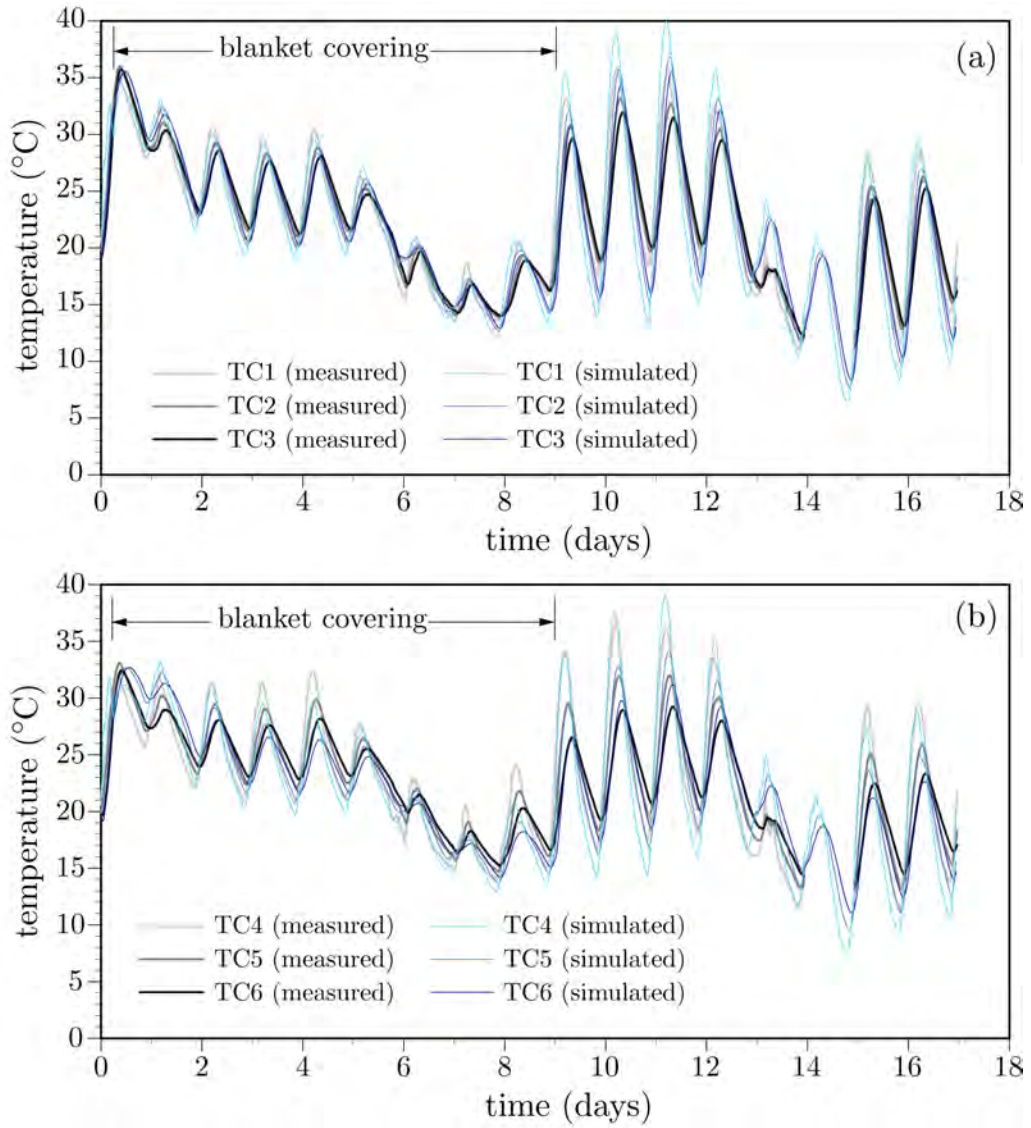 40
35
30
25
20
15
10
5
0
temperature (°C)
blanket covering
(a)
TC1 (measured) TC1 (simulated)
TC2 (measured) TC2 (simulated)
TC3 (measured) TC3 (simulated)
0 2 4 6 8 10 12 14 16 18
time (days)
40
35
30
25
20
15
10
5
0
temperature (°C)
blanket covering
(b)
TC4 (measured) TC4 (simulated)
TC5 (measured) TC5 (simulated)
TC6 (measured) TC6 (simulated)
0 2 4 6 8 10 12 14 16 18
time (days)